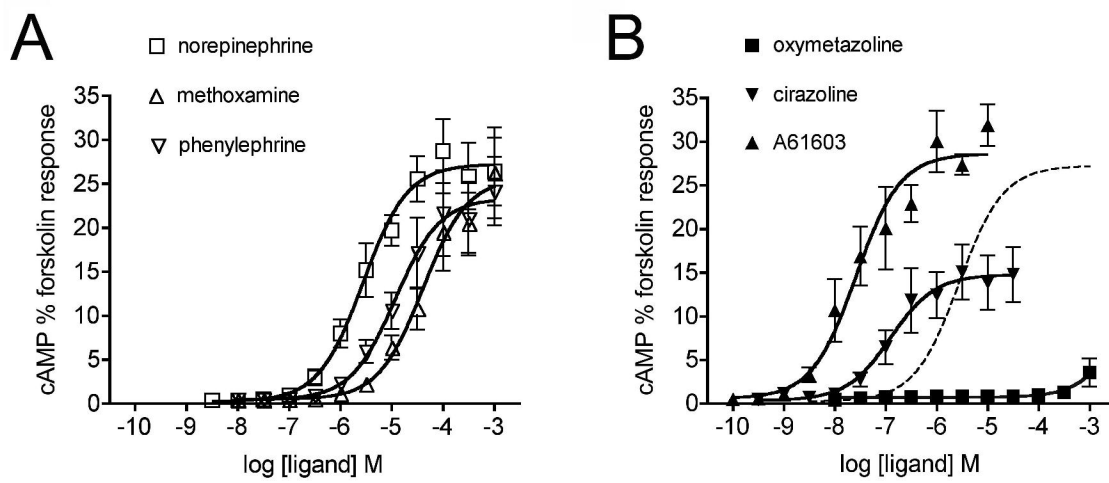 A
norepinephrine
methoxamine
phenylephrine
cAMP % forskolin response
35
30
25
20
15
10
5
0
-10 -9 -8 -7 -6 -5 -4 -3
log [ligand] M
B
oxymetazoline
cirazoline
A61603
cAMP % forskolin response
35
30
25
20
15
10
5
0
-10 -9 -8 -7 -6 -5 -4 -3
log [ligand] M